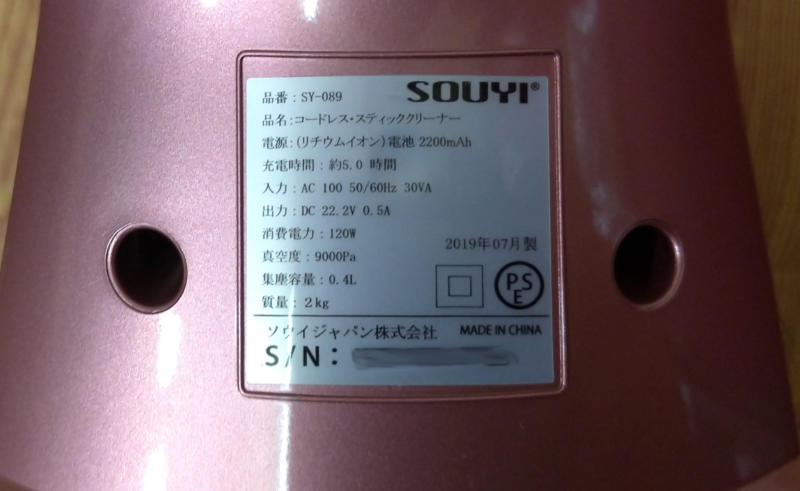 SOUYI®
品番：SY-089
品名：コードレス・スティッククリーナー
電源：（リチウムイオン）電池 2200mAh
充電時間：約5.0 時間
入力：AC 100 50/60Hz 30VA
出力：DC 22.2V 0.5A
消費電力：120W
2019年07月製
真空度：9000Pa
集塵容量：0.4L
質量：2kg
PSE
ソウイジャパン株式会社 MADE IN CHINA
S/N：